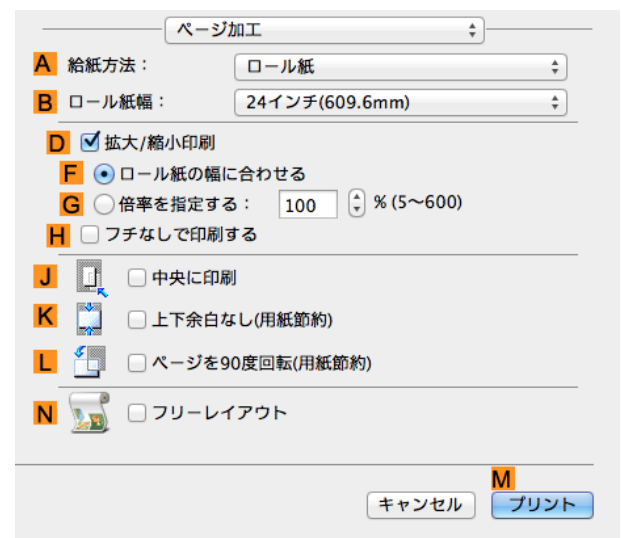 ページ加工
A 給紙方法： ロール紙
B ロール紙幅： 24インチ(609.6mm)
D 拡大/縮小印刷
F ロール紙の幅に合わせる
G 倍率を指定する： 100 % (5〜600)
H フチなしで印刷する
J 中央に印刷
K 上下余白なし(用紙節約)
L ページを90度回転(用紙節約)
N フリーレイアウト
M
キャンセル プリント